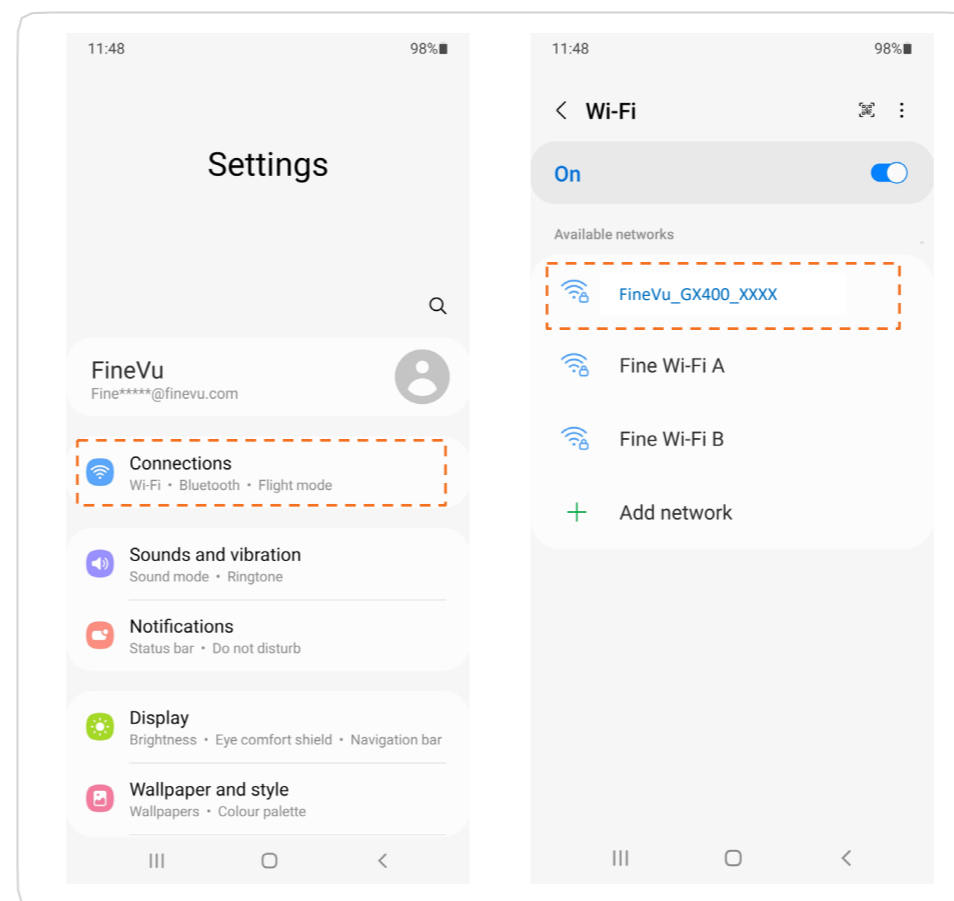 11:48 98%
Settings
FineVu
Fine*****@finevu.com
Connections
Wi-Fi • Bluetooth • Flight mode
Sounds and vibration
Sound mode • Ringtone
Notifications
Status bar • Do not disturb
Display
Brightness • Eye comfort shield • Navigation bar
Wallpaper and style
Wallpapers • Colour palette
11:48 98%
Wi-Fi
On
Available networks
FineVu_GX400_XXXX
Fine Wi-Fi A
Fine Wi-Fi B
Add network